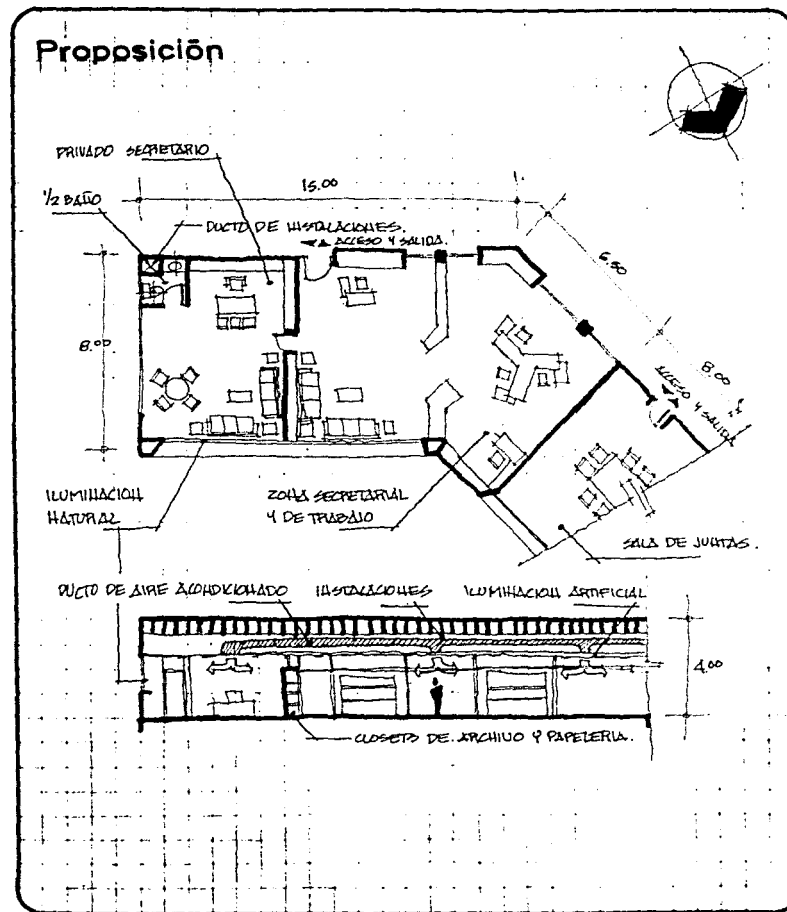 Proposición
PRIVADO SECRETARIO
15.00
1/2 BAÑO
DUCTO DE INSTALACIONES.
ACCESO Y SALIDA.
6.50
8.00
8.00
ACCESO Y SALIDA
ILUMINACION
NATURAL
ZONA SECRETARIAL
Y DE TRABAJO
SALA DE JUNTAS.
DUCTO DE AIRE ACONDICIONADO
INSTALACIONES
ILUMINACION ARTIFICIAL
4.00
CLOSETS DE ARCHIVO Y PAPELERIA.